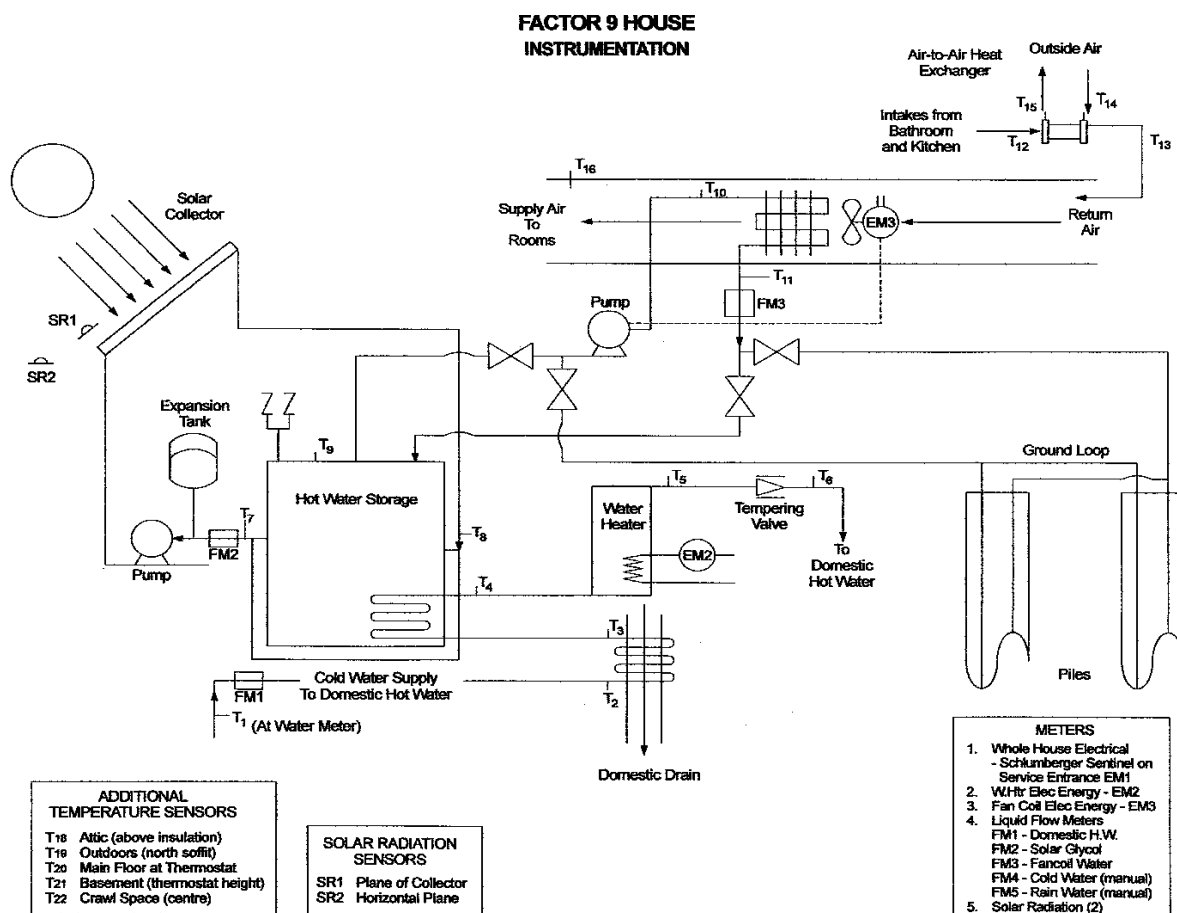 FACTOR 9 HOUSE
INSTRUMENTATION
Outside Air
Air-to-Air Heat
Exchanger
T15
T14
Intakes from
Bathroom
and Kitchen
T12
T13
T16
Solar
Collector
T10
Supply Air
To
Rooms
EM3
Return
Air
T11
SR1
Pump
FM3
SR2
Expansion
Tank
T9
Ground Loop
Hot Water Storage
T5
T6
Water
Heater
Tempering
Valve
T7
T8
FM2
EM2
Pump
To
Domestic
Hot Water
T4
T3
Cold Water Supply
To Domestic Hot Water
FM1
T2
Piles
T1 (At Water Meter)
Domestic Drain
ADDITIONAL
TEMPERATURE SENSORS
T18 Attic (above insulation)
T19 Outdoors (north soffit)
T20 Main Floor at Thermostat
T21 Basement (thermostat height)
T22 Crawl Space (centre)
SOLAR RADIATION
SENSORS
SR1 Plane of Collector
SR2 Horizontal Plane
METERS
1. Whole House Electrical
- Schlumberger Sentinel on
Service Entrance EM1
2. W.Htr Elec Energy - EM2
3. Fan Coil Elec Energy - EM3
4. Liquid Flow Meters
FM1 - Domestic H.W.
FM2 - Solar Glycol
FM3 - Fancoil Water
FM4 - Cold Water (manual)
FM5 - Rain Water (manual)
5. Solar Radiation (2)